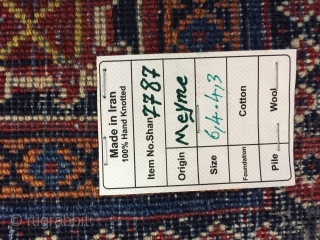 Made in Iran
100% Hand Knotted
Item No.Shan 7787
Origin Meyme
Size 6,4.4,3
Foundation Cotton
Pile Wool
© rugrabbit